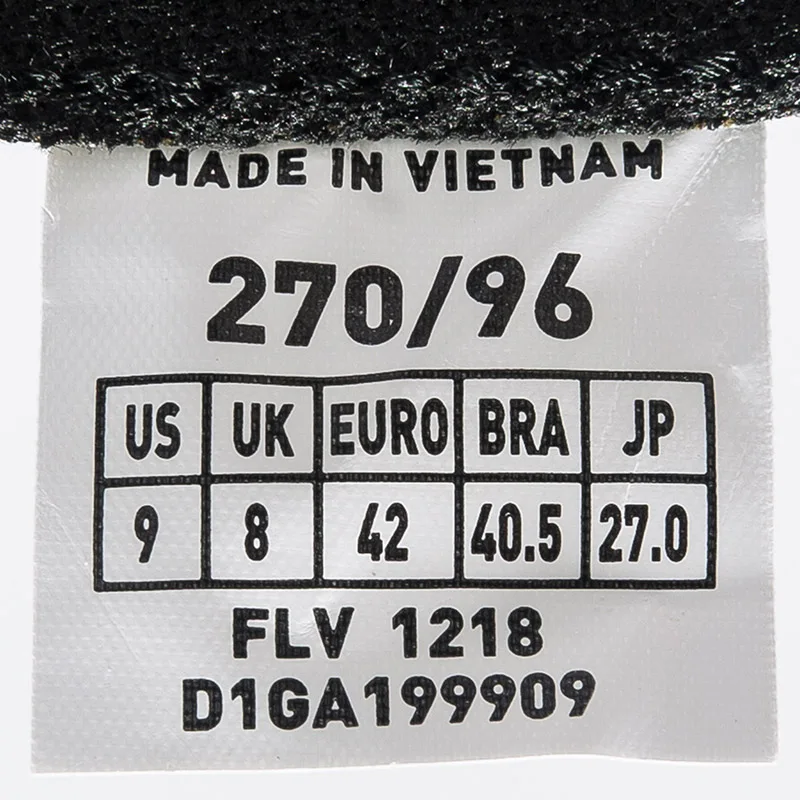 MADE IN VIETNAM
270/96
US UK EURO BRA JP
9 8 42 40.5 27.0
FLV 1218
D1GA199909